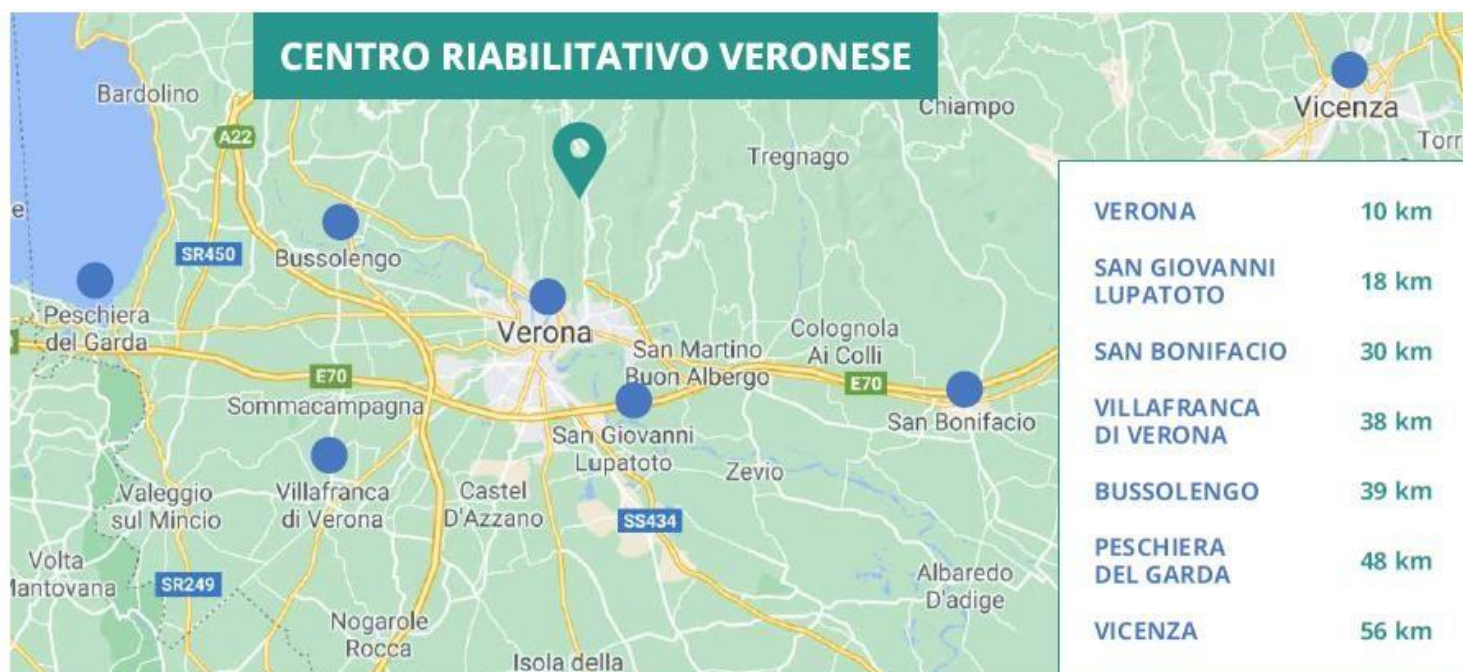 CENTRO RIABILITATIVO VERONESE
Bardolino
Chiampo
Vicenza
A22
Tregnago
Torr
e
SR450
Bussolengo
Peschiera
del Garda
Verona
San Martino
Buon Albergo
Colognola
Ai Colli
E70
E70
Sommacampagna
San Bonifacio
San Giovanni
Lupatoto
Zevio
Valeggio
sul Mincio
Villafranca
di Verona
Castel
D'Azzano
SS434
Volta
Mantovana
SR249
Albaredo
D'adige
Nogarole
Rocca
Isola della
VERONA 10 km
SAN GIOVANNI
LUPATOTO 18 km
SAN BONIFACIO 30 km
VILLAFRANCA
DI VERONA 38 km
BUSSOLENGO 39 km
PESCHIERA
DEL GARDA 48 km
VICENZA 56 km